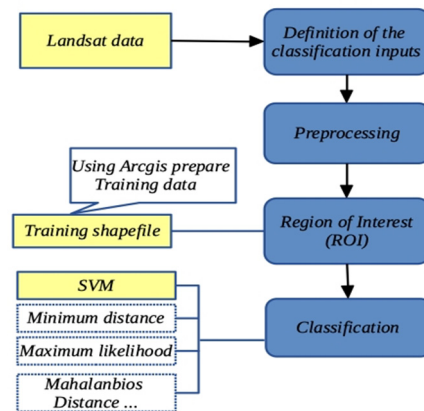 Landsat data
Definition of the
classification inputs
Preprocessing
Using Arcgis prepare
Training data
Training shapefile
Region of Interest
(ROI)
SVM
Minimum distance
Maximum likelihood
Mahalanbios
Distance ...
Classification